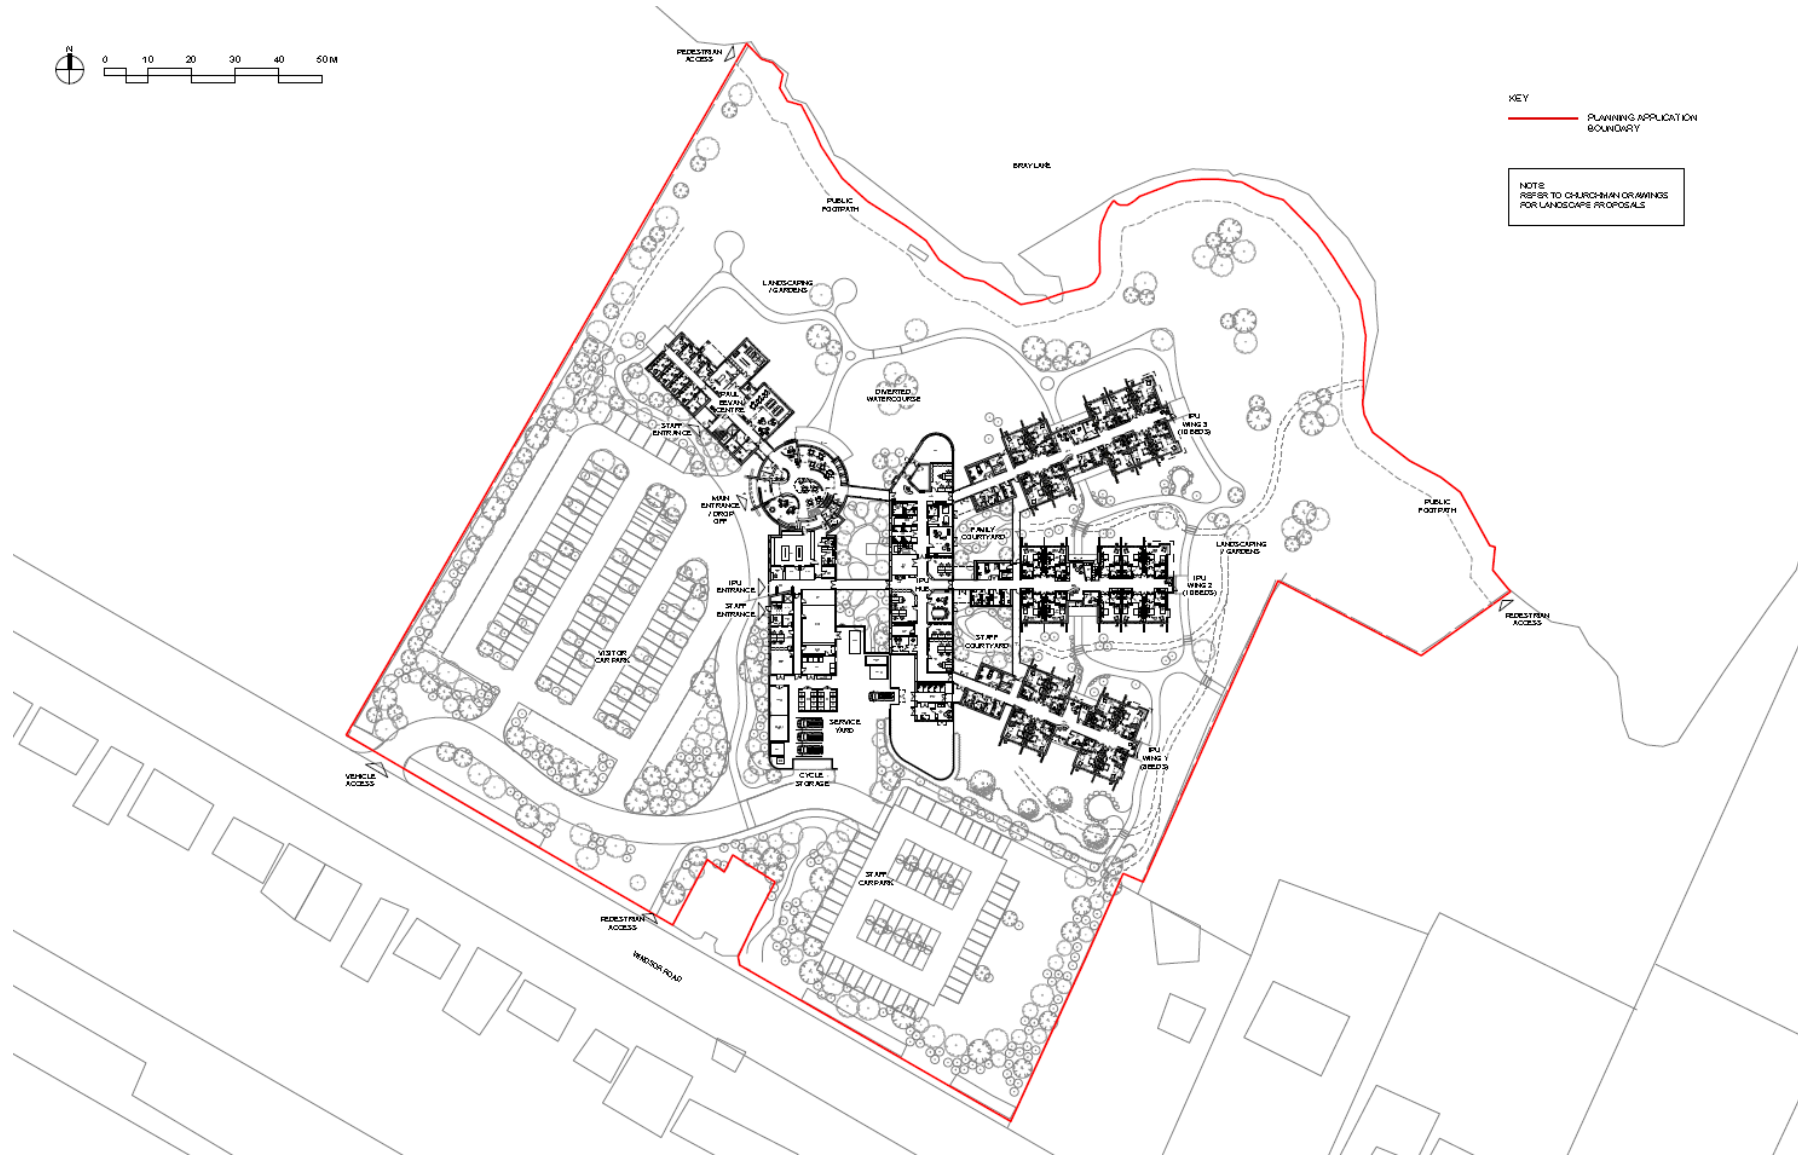 N
0 10 20 30 40 50 M
PEDESTRIAN
ACCESS
KEY
PLANNING APPLICATION
BOUNDARY
BRAY LAKE
NOTE:
REFER TO CHURCHMAN DRAWINGS
FOR LANDSCAPE PROPOSALS
PUBLIC
FOOTPATH
LANDSCAPING
/ GARDENS
DIVERTED
WATERCOURSE
PAUL
BEVAN
CENTRE
STAFF
ENTRANCE
IPU
WING 3
(10 BEDS)
MAIN
ENTRANCE
/ DROP
OFF
PUBLIC
FOOTPATH
FAMILY
COURTYARD
LANDSCAPING
/ GARDENS
IPU
ENTRANCE
IPU
HUB
IPU
WING 2
(10 BEDS)
STAFF
ENTRANCE
PEDESTRIAN
ACCESS
STAFF
COURTYARD
VISITOR
CAR PARK
SERVICE
YARD
IPU
WING 1
(8 BEDS)
VEHICLE
ACCESS
CYCLE
STORAGE
STAFF
CAR PARK
PEDESTRIAN
ACCESS
WINDSOR ROAD